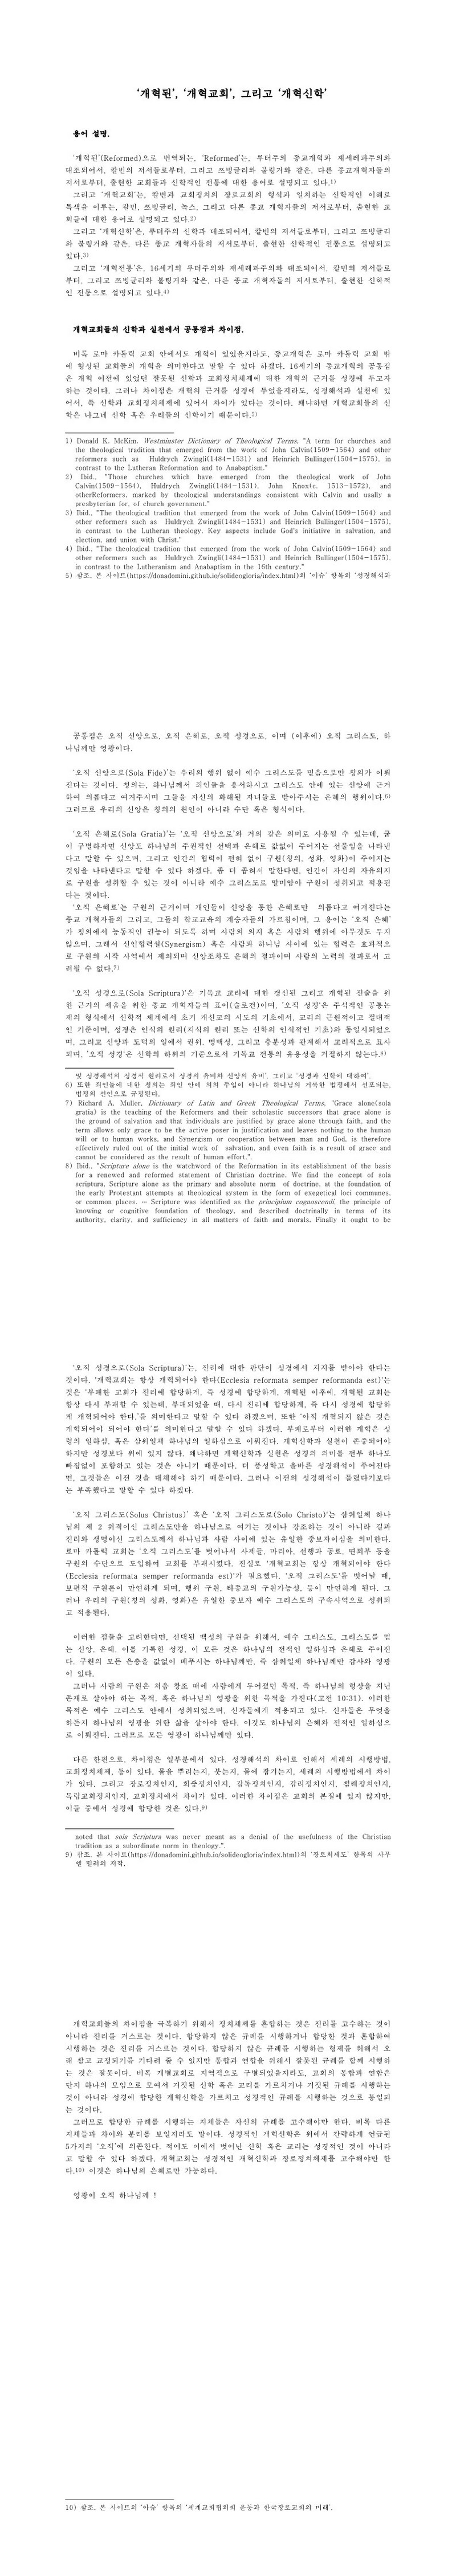 '개혁된', '개혁교회', 그리고 '개혁신학'
용어 설명.
'개혁된'(Reformed)으로 번역되는, 'Reformed'는, 루터주의 종교개혁과 재세례파주의와
대조되어서, 칼빈의 저서들로부터, 그리고 쯔빙글리와 불링거와 같은, 다른 종교개혁자들의
저서로부터, 출현한 교회들과 신학적인 전통에 대한 용어로 설명되고 있다.1)
그리고 '개혁교회'는, 칼빈과 교회정치의 장로교회의 형식과 일치하는 신학적인 이해로
특색을 이루는, 칼빈, 쯔빙글리, 녹스, 그리고 다른 종교 개혁자들의 저서로부터, 출현한 교
회들에 대한 용어로 설명되고 있다.2)
그리고 '개혁신학'은, 루터주의 신학과 대조되어서, 칼빈의 저서들로부터, 그리고 쯔빙글리
와 불링거와 같은, 다른 종교 개혁자들의 저서로부터, 출현한 신학적인 전통으로 설명되고
있다.3)
그리고 '개혁전통'은, 16세기의 루터주의와 재세례파주의와 대조되어서, 칼빈의 저서들로
부터, 그리고 쯔빙글리와 불링거와 같은, 다른 종교 개혁자들의 저서로부터, 출현한 신학적
인 전통으로 설명되고 있다.4)
개혁교회들의 신학과 실천에서 공통점과 차이점.
비록 로마 카톨릭 교회 안에서도 개혁이 있었을지라도, 종교개혁은 로마 카톨릭 교회 밖
에 형성된 교회들의 개혁을 의미한다고 말할 수 있다 하겠다. 16세기의 종교개혁의 공통점
은 개혁 이전에 있었던 잘못된 신학과 교회정치체제에 대한 개혁의 근거를 성경에 두고자
하는 것이다. 그러나 차이점은 개혁의 근거를 성경에 두었을지라도, 성경해석과 실천에 있
어서, 즉 신학과 교회정치체제에 있어서 차이가 있다는 것이다. 왜냐하면 개혁교회들의 신
학은 나그네 신학 혹은 우리들의 신학이기 때문이다.5)
1) Donald K. McKim. Westminster Dictionary of Theological Terms, "A term for churches and
the theological tradition that emerged from the work of John Calvin(1509-1564) and other
reformers such as Huldrych Zwingli(1484-1531) and Heinrich Bullinger(1504-1575), in
contrast to the Lutheran Reformation and to Anabaptism."
2) Ibid., "Those churches which have emerged from the theological work of John
Calvin(1509-1564), Huldrych Zwingli(1484-1531), John Knox(c. 1513-1572), and
otherReformers, marked by theological understandings consistent with Calvin and usally a
presbyterian for, of church government."
3) Ibid., "The theological tradition that emerged from the work of John Calvin(1509-1564) and
other reformers such as Huldrych Zwingli(1484-1531) and Heinrich Bullinger(1504-1575),
in contrast to the Lutheran theology. Key aspects include God's initiative in salvation, and
election, and union with Christ."
4) Ibid., "The theological tradition that emerged from the work of John Calvin(1509-1564) and
other reformers such as Huldrych Zwingli(1484-1531) and Heinrich Bullinger(1504-1575),
in contrast to the Lutheranism and Anabaptism in the 16th century."
5) 참조. 본 사이트(https://donadomini.github.io/solideogloria/index.html)의 '이슈' 항목의 '성경해석과
공통점은 오직 신앙으로, 오직 은혜로, 오직 성경으로, 이며 (이후에) 오직 그리스도, 하
나님께만 영광이다.
'오직 신앙으로(Sola Fide)'는 우리의 행위 없이 예수 그리스도를 믿음으로만 칭의가 이뤄
진다는 것이다. 칭의는, 하나님께서 죄인들을 용서하시고 그리스도 안에 있는 신앙에 근거
하여 의롭다고 여겨주시며 그들을 자신의 화해된 자녀들로 받아주시는 은혜의 행위이다.6)
그러므로 우리의 신앙은 칭의의 원인이 아니라 수단 혹은 형식이다.
'오직 은혜로(Sola Gratia)'는 '오직 신앙으로'와 거의 같은 의미로 사용될 수 있는데, 굳
이 구별하자면 신앙도 하나님의 주권적인 선택과 은혜로 값없이 주어지는 선물임을 나타낸
다고 말할 수 있으며, 그리고 인간의 협력이 전혀 없이 구원(칭의, 성화, 영화)이 주어지는
것임을 나타낸다고 말할 수 있다 하겠다. 좀 더 좁혀서 말한다면, 인간이 자신의 자유의지
로 구원을 성취할 수 있는 것이 아니라 예수 그리스도로 말미암아 구원이 성취되고 적용된
다는 것이다.
'오직 은혜로'는 구원의 근거이며 개인들이 신앙을 통한 은혜로만 의롭다고 여겨진다는
종교 개혁자들의 그리고, 그들의 학교교육의 계승자들의 가르침이며, 그 용어는 '오직 은혜'
가 칭의에서 능동적인 권능이 되도록 하며 사람의 의지 혹은 사람의 행위에 아무것도 두지
않으며, 그래서 신인협력설(Synergism) 혹은 사람과 하나님 사이에 있는 협력은 효과적으
로 구원의 시작 사역에서 제외되며 신앙조차도 은혜의 결과이며 사람의 노력의 결과로서 고
려될 수 없다.7)
'오직 성경으로(Sola Scriptura)'은 기독교 교리에 대한 갱신된 그리고 개혁된 진술을 위
한 근거의 세움을 위한 종교 개혁자들의 표어(슬로건)이며, '오직 성경'은 주석적인 공통논
제의 형식에서 신학적 체계에서 초기 개신교의 시도의 기초에서, 교리의 근원적이고 절대적
인 기준이며, 성경은 인식의 원리(지식의 원리 또는 신학의 인식적인 기초)와 동일시되었으
며, 그리고 신앙과 도덕의 일에서 권위, 명백성, 그리고 충분성과 관계해서 교리적으로 묘사
되며, '오직 성경'은 신학의 하위의 기준으로서 기독교 전통의 유용성을 거절하지 않는다.8)
및 성경해석의 성경적 원리로서 성경의 유비와 신앙의 유비', 그리고 '성경과 신학에 대하여'.
6) 또한 죄인들에 대한 칭의는 죄인 안에 의의 주입이 아니라 하나님의 거룩한 법정에서 선포되는,
법정적 선언으로 규정된다.
7) Richard A. Muller, Dictionary of Latin and Greek Theological Terms, "Grace alone(sola
gratia) is the teaching of the Reformers and their scholastic successors that grace alone is
the ground of salvation and that individuals are justified by grace alone through faith, and the
term allows only grace to be the active poser in justification and leaves nothing to the human
will or to human works, and Synergism or cooperation between man and God, is therefore
effectively ruled out of the initial work of salvation, and even faith is a result of grace and
cannot be considered as the result of human effort.".
8) Ibid., "Scripture alone is the watchword of the Reformation in its establishment of the basis
for a renewed and reformed statement of Christian doctrine. We find the concept of sola
scriptura, Scripture alone as the primary and absolute norm of doctrine, at the foundation of
the early Protestant attempts at theological system in the form of exegetical loci communes,
or common places. — Scripture was identified as the principium cognoscendi, the principle of
knowing or cognitive foundation of theology, and described doctrinally in terms of its
authority, clarity, and safficiency in all matters of faith and morals. Finally it ought to be
'오직 성경으로(Sola Scriptura)'는, 진리에 대한 판단이 성경에서 지지를 받아야 한다는
것이다. '개혁교회는 항상 개혁되어야 한다(Ecclesia reformata semper reformanda est)'는
것은 '부패한 교회가 진리에 합당하게, 즉 성경에 합당하게, 개혁된 이후에, 개혁된 교회는
항상 다시 부패할 수 있는데, 부패되었을 때, 다시 진리에 합당하게, 즉 다시 성경에 합당하
게 개혁되어야 한다.'를 의미한다고 말할 수 있다 하겠으며, 또한 '아직 개혁되지 않은 것은
개혁되어야 되어야 한다'를 의미한다고 말할 수 있다 하겠다. 부패로부터 이러한 개혁은 성
령의 일하심, 혹은 삼위일체 하나님의 일하심으로 이뤄진다. 개혁신학과 실천이 존중되어야
하지만 성경보다 위에 있지 않다. 왜냐하면 개혁신학과 실천은 성경의 의미를 전부 하나도
빠짐없이 포함하고 있는 것은 아니기 때문이다. 더 풍성하고 올바른 성경해석이 주어진다
면, 그것들은 이전 것을 대체해야 하기 때문이다. 그러나 이전의 성경해석이 틀렸다기보다
는 부족했다고 말할 수 있다 하겠다.
'오직 그리스도(Solus Christus)' 혹은 '오직 그리스도로(Solo Christo)'는 삼위일체 하나
님의 제 2 위격이신 그리스도만을 하나님으로 여기는 것이나 강조하는 것이 아니라 길과
진리와 생명이신 그리스도께서 하나님과 사람 사이에 있는 유일한 중보자이심을 의미한다.
로마 카톨릭 교회는 '오직 그리스도'를 벗어나서 사제들, 마리아, 선행과 공로, 면죄부 등을
구원의 수단으로 도입하여 교회를 부패시켰다. 진실로 '개혁교회는 항상 개혁되어야 한다
(Ecclesia reformata semper reformanda est)'가 필요했다. '오직 그리스도'를 벗어날 때,
보편적 구원론이 만연하게 되며, 행위 구원, 타종교의 구원가능성, 등이 만연하게 된다. 그
러나 우리의 구원(칭의 성화, 영화)은 유일한 중보자 예수 그리스도의 구속사역으로 성취되
고 적용된다.
이러한 점들을 고려한다면, 선택된 백성의 구원을 위해서, 예수 그리스도, 그리스도를 믿
는 신앙, 은혜, 이를 기록한 성경, 이 모든 것은 하나님의 전적인 일하심과 은혜로 주어진
다. 구원의 모든 은총을 값없이 베푸시는 하나님께만, 즉 삼위일체 하나님께만 감사와 영광
이 있다.
그러나 사람의 구원은 처음 창조 때에 사람에게 두어졌던 목적, 즉 하나님의 형상을 지닌
존재로 살아야 하는 목적, 혹은 하나님의 영광을 위한 목적을 가진다(고전 10:31). 이러한
목적은 예수 그리스도 안에서 성취되었으며, 신자들에게 적용되고 있다. 신자들은 무엇을
하든지 하나님의 영광을 위한 삶을 살아야 한다. 이것도 하나님의 은혜와 전적인 일하심으
로 이뤄진다. 그러므로 모든 영광이 하나님께만 있다.
다른 한편으로, 차이점은 일부분에서 있다. 성경해석의 차이로 인해서 세례의 시행방법,
교회정치체제, 등이 있다. 물을 뿌리는지, 붓는지, 물에 잠기는지, 세례의 시행방법에서 차이
가 있다. 그리고 장로정치인지, 회중정치인지, 감독정치인지, 감리정치인지, 침례정치인지,
독립교회정치인지, 교회정치에서 차이가 있다. 이러한 차이점은 교회의 본질에 있지 않지만,
이들 중에서 성경에 합당한 것은 있다.9)
noted that sola Scriptura was never meant as a denial of the usefulness of the Christian
tradition as a subordinate norm in theology.".
9) 참조. 본 사이트(https://donadomini.github.io/solideogloria/index.html)의 '장로회제도' 항목의 사무
엘 밀러의 저작.
개혁교회들의 차이점을 극복하기 위해서 정치체제를 혼합하는 것은 진리를 고수하는 것이
아니라 진리를 거스르는 것이다. 합당하지 않은 규례를 시행하거나 합당한 것과 혼합하여
시행하는 것은 진리를 거스르는 것이다. 합당하지 않은 규례를 시행하는 형제를 위해서 오
래 참고 교정되기를 기다려 줄 수 있지만 통합과 연합을 위해서 잘못된 규례를 함께 시행하
는 것은 잘못이다. 비록 개별교회로 지역적으로 구별되었을지라도, 교회의 통합과 연합은
단지 하나의 모임으로 모여서 거짓된 신학 혹은 교리를 가르치거나 거짓된 규례를 시행하는
것이 아니라 성경에 합당한 개혁신학을 가르치고 성경적인 규례를 시행하는 것으로 통일되
는 것이다.
그러므로 합당한 규례를 시행하는 지체들은 자신의 규례를 고수해야만 한다. 비록 다른
지체들과 차이와 분리를 보일지라도 말이다. 성경적인 개혁신학은 위에서 간략하게 언급된
5가지의 '오직'에 의존한다. 적어도 이에서 벗어난 신학 혹은 교리는 성경적인 것이 아니라
고 말할 수 있다 하겠다. 개혁교회는 성경적인 개혁신학과 장로정치체제를 고수해야만 한
다.10) 이것은 하나님의 은혜로만 가능하다.
영광이 오직 하나님께 !
10) 참조. 본 사이트의 '이슈' 항목의 '세계교회협의회 운동과 한국장로교회의 미래'.